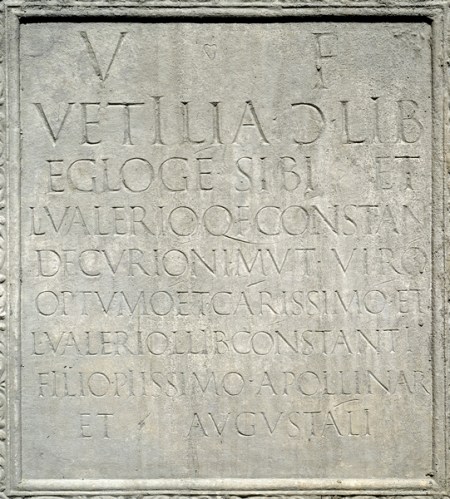 V F
VETILIA · Ɔ · LIB
EGLOGE · SIBI ET
L VALERIO Q F CONSTAN
DECVRIONI MVT · VIRO
OPTVMO ET CARISSIMO · ET
L VALERIO L LIB CONSTANTI
FILIO PIISSIMO · APOLLINAR
ET AVGVSTALI